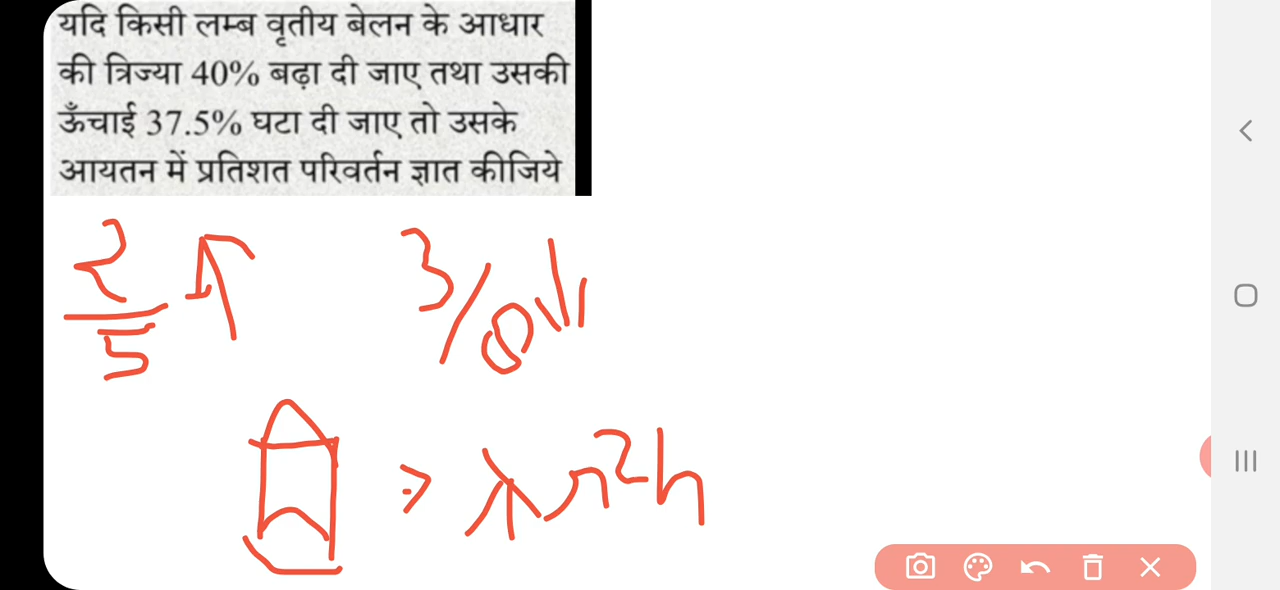 यदि किसी लम्ब वृतीय बेलन के आधार
की त्रिज्या 40% बढ़ा दी जाए तथा उसकी
ऊँचाई 37.5% घटा दी जाए तो उसके
आयतन में प्रतिशत परिवर्तन ज्ञात कीजिये
2/5 ↑ 3/8 ↓
⇒ πr²h